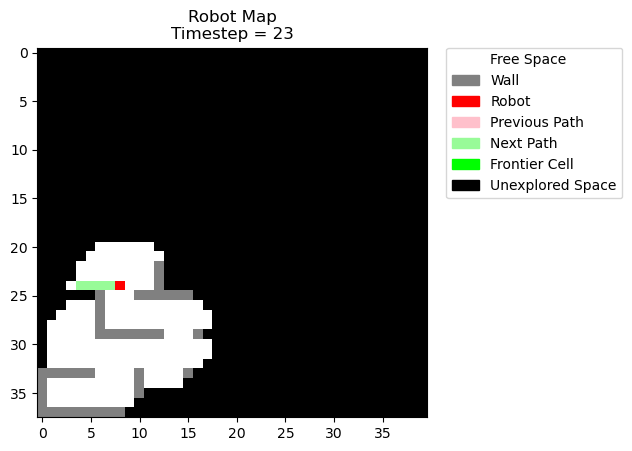 Robot Map
Timestep = 23
Free Space
Wall
Robot
Previous Path
Next Path
Frontier Cell
Unexplored Space
0
5
10
15
20
25
30
35
0 5 10 15 20 25 30 35